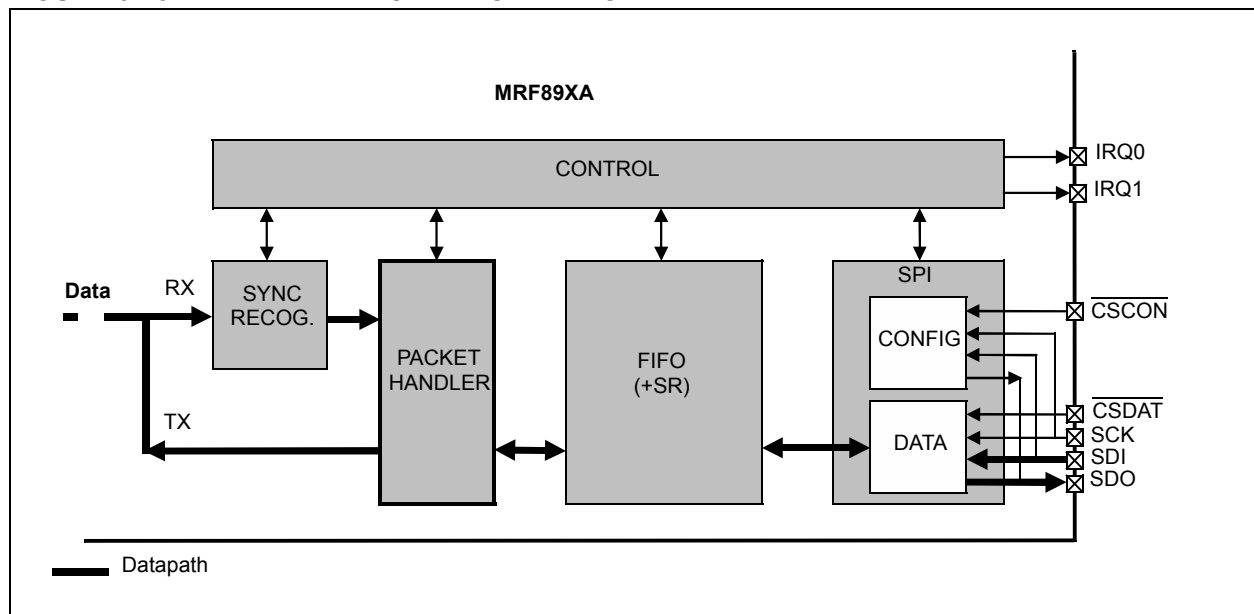 MRF89XA
CONTROL
IRQ0
IRQ1
Data
RX
SYNC
RECOG.
PACKET
HANDLER
FIFO
(+SR)
SPI
CONFIG
DATA
CSCON
CSDAT
SCK
SDI
SDO
TX
Datapath